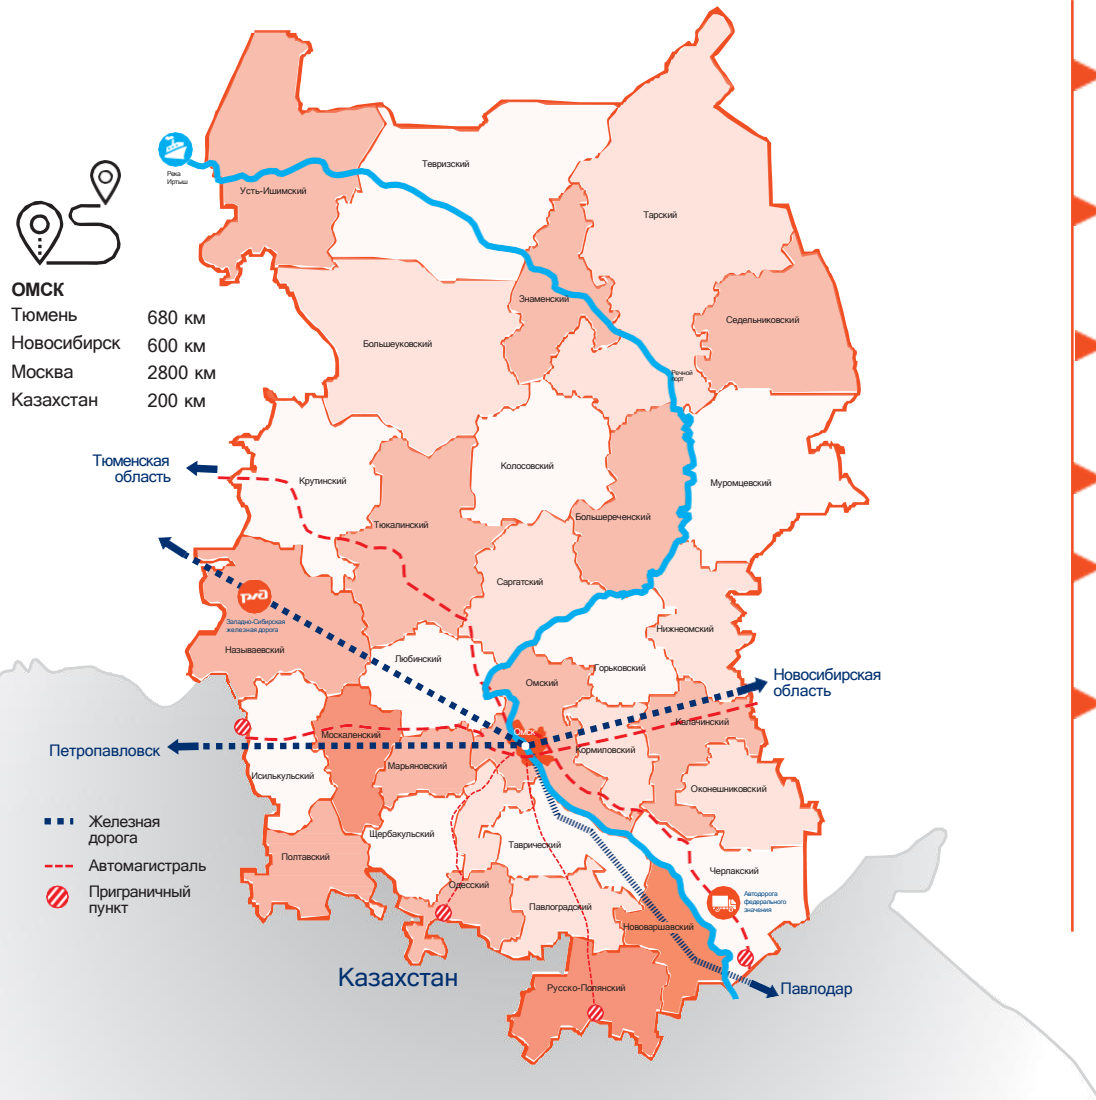 Тевризский
Река
Иртыш
Усть-Ишимский
Тарский
ОМСК
Тюмень 680 км
Новосибирск 600 км
Москва 2800 км
Казахстан 200 км
Знаменский
Седельниковский
Большеуковский
Речной
порт
Тюменская
область
Колосовский
Крутинский
Муромцевский
Тюкалинский
Большереченский
Саргатский
РЖД
Западно-Сибирская
железная дорога
Называевский
Нижнеомский
Любинский
Горьковский
Омский
Новосибирская
область
Калачинский
Москаленский
Омск
Кормиловский
Петропавловск
Марьяновский
Исилькульский
Оконешниковский
Железная
дорога
Щербакульский
Таврический
Полтавский
Автомагистраль
Черлакский
Приграничный
пункт
Одесский
Автодорога
федерального
значения
Павлоградский
Нововаршавский
Казахстан
Русско-Полянский
Павлодар